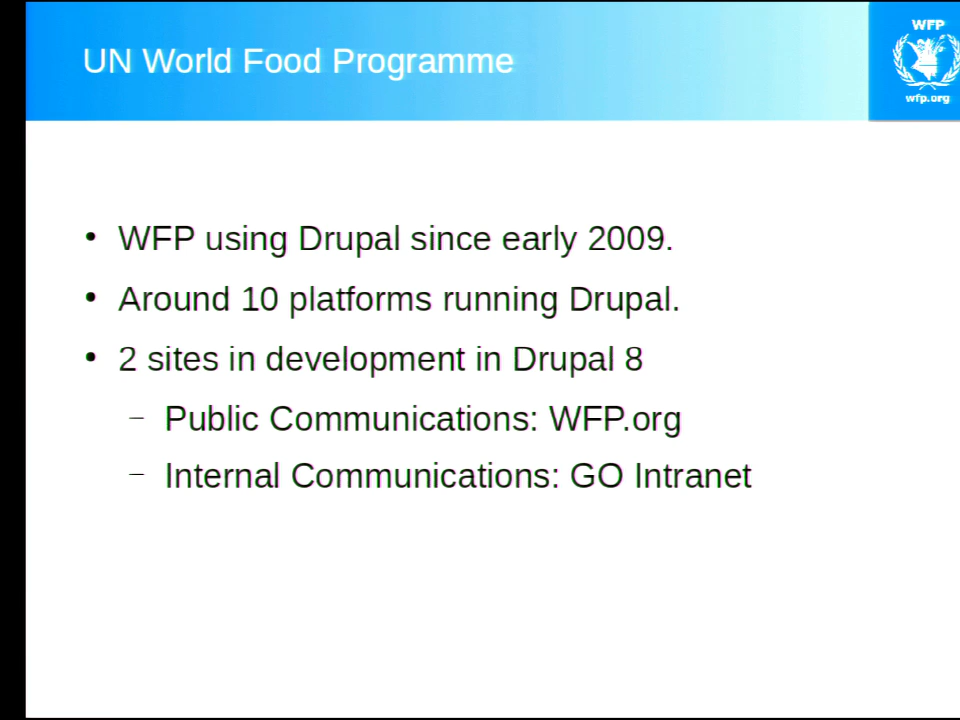 UN World Food Programme
WFP
wfp.org
• WFP using Drupal since early 2009.
• Around 10 platforms running Drupal.
• 2 sites in development in Drupal 8
– Public Communications: WFP.org
– Internal Communications: GO Intranet